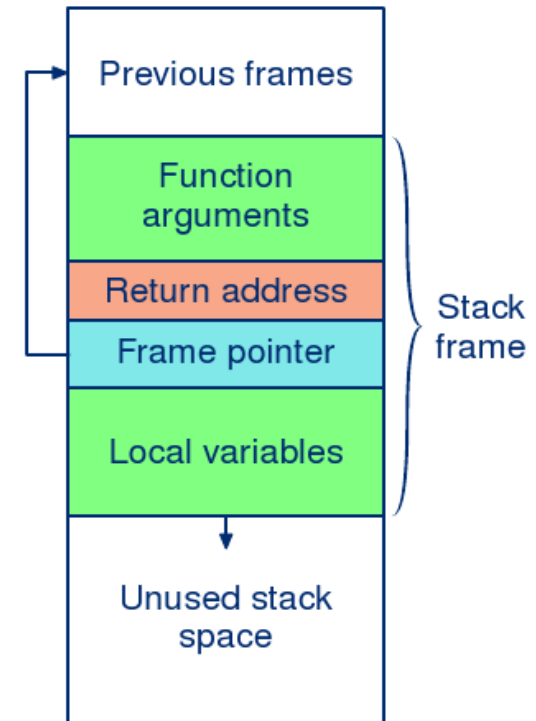 Previous frames
Function
arguments
Return address
Frame pointer
Local variables
Stack
frame
Unused stack
space